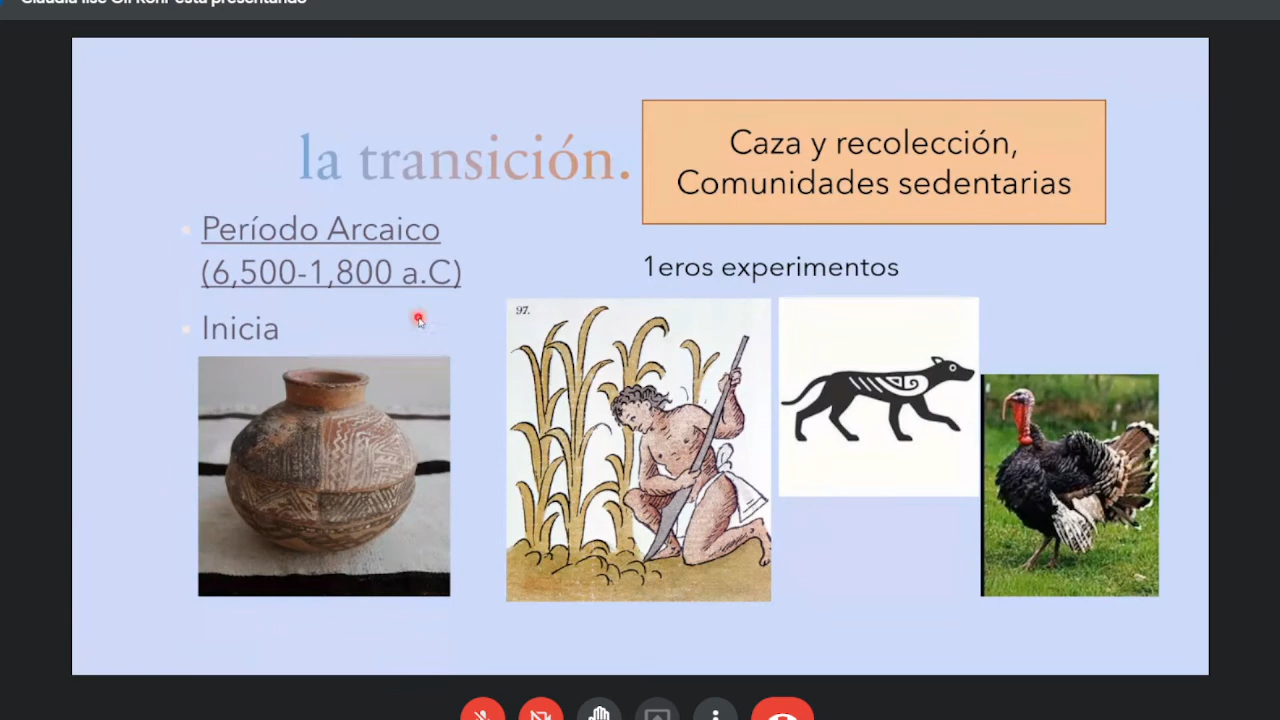 la transición.
Caza y recolección,
Comunidades sedentarias
Período Arcaico
(6,500-1,800 a.C)
Inicia
1eros experimentos
97.